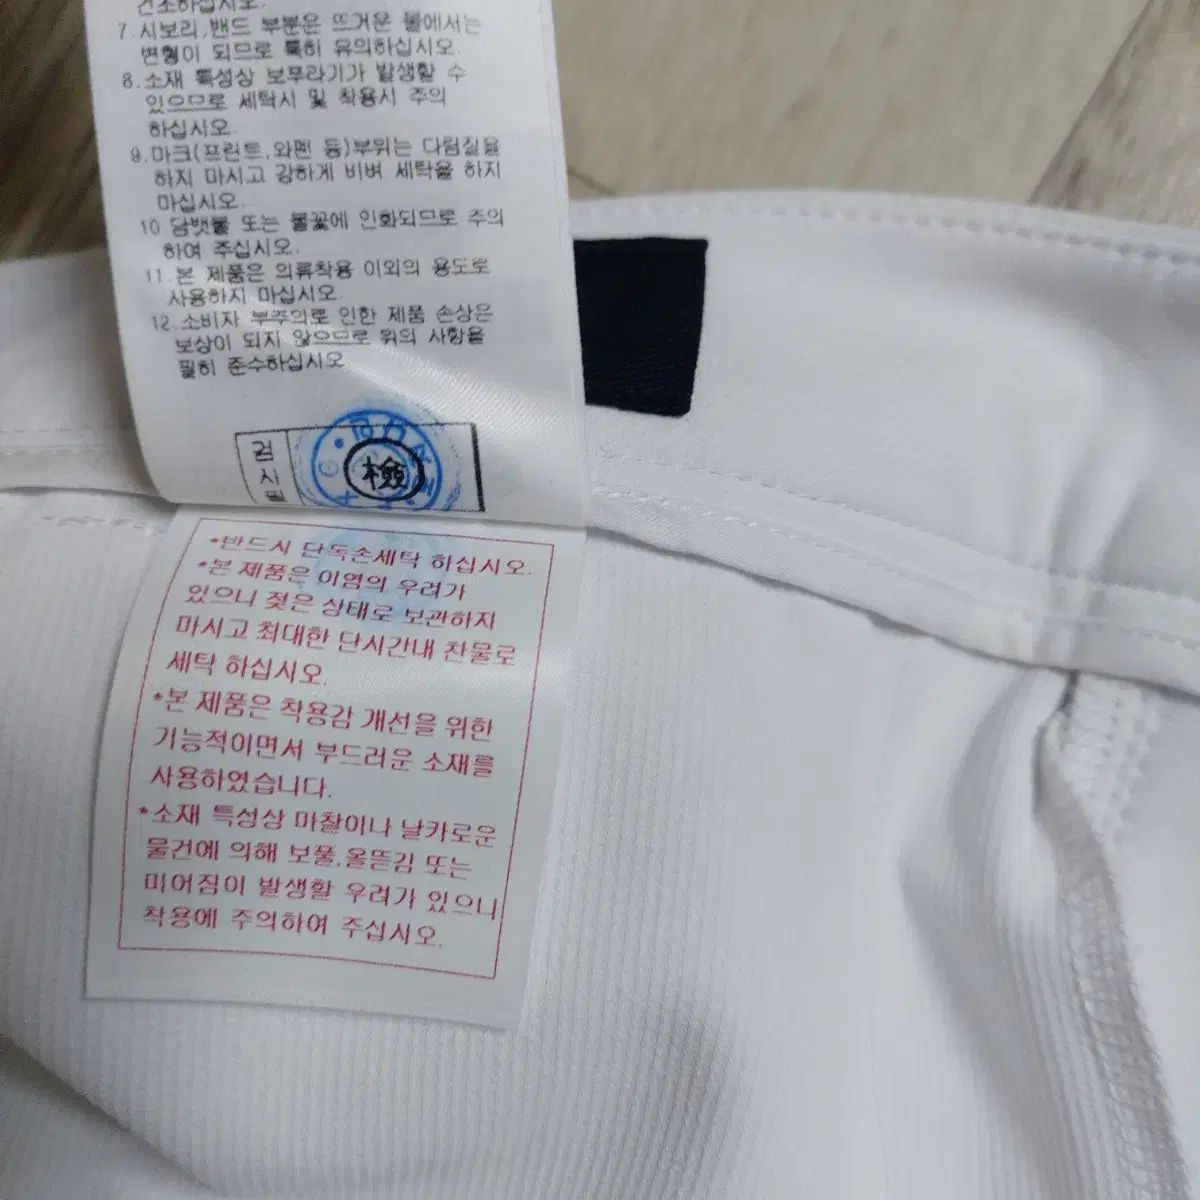 건조하십시오.
7.시보리,밴드 부분은 뜨거운 물에서는
변형이 되므로 특히 유의하십시오.
8.소재 특성상 보푸라기가 발생할 수
있으므로 세탁시 및 착용시 주의
하십시오.
9.마크(프린트,와펜 등)부위는 다림질을
하지 마시고 강하게 비벼 세탁을 하지
마십시오.
10.담뱃불 또는 불꽃에 인화되므로 주의
하여 주십시오.
11.본 제품은 의류착용 이외의 용도로
사용하지 마십시오.
12.소비자 부주의로 인한 제품 손상은
보상이 되지 않으므로 위의 사항을
필히 준수하십시오.
검시필
檢
*반드시 단독손세탁 하십시오.
*본 제품은 이염의 우려가
있으니 젖은 상태로 보관하지
마시고 최대한 단시간내 찬물로
세탁 하십시오.
*본 제품은 착용감 개선을 위한
기능적이면서 부드러운 소재를
사용하였습니다.
*소재 특성상 마찰이나 날카로운
물건에 의해 보풀,올뜯김 또는
미어짐이 발생할 우려가 있으니
착용에 주의하여 주십시오.